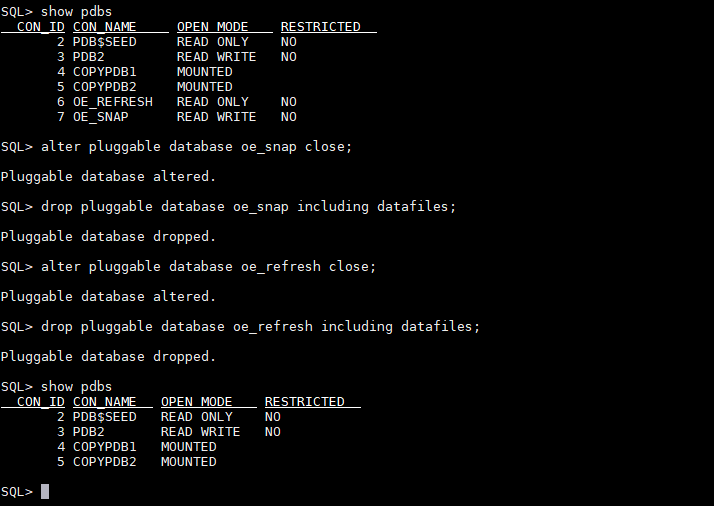 SQL> show pdbs
CON_ID CON_NAME OPEN MODE RESTRICTED
2 PDB$SEED READ ONLY NO
3 PDB2 READ WRITE NO
4 COPYPDB1 MOUNTED
5 COPYPDB2 MOUNTED
6 OE_REFRESH READ ONLY NO
7 OE_SNAP READ WRITE NO
SQL> alter pluggable database oe_snap close;
Pluggable database altered.
SQL> drop pluggable database oe_snap including datafiles;
Pluggable database dropped.
SQL> alter pluggable database oe_refresh close;
Pluggable database altered.
SQL> drop pluggable database oe_refresh including datafiles;
Pluggable database dropped.
SQL> show pdbs
CON_ID CON_NAME OPEN MODE RESTRICTED
2 PDB$SEED READ ONLY NO
3 PDB2 READ WRITE NO
4 COPYPDB1 MOUNTED
5 COPYPDB2 MOUNTED
SQL>